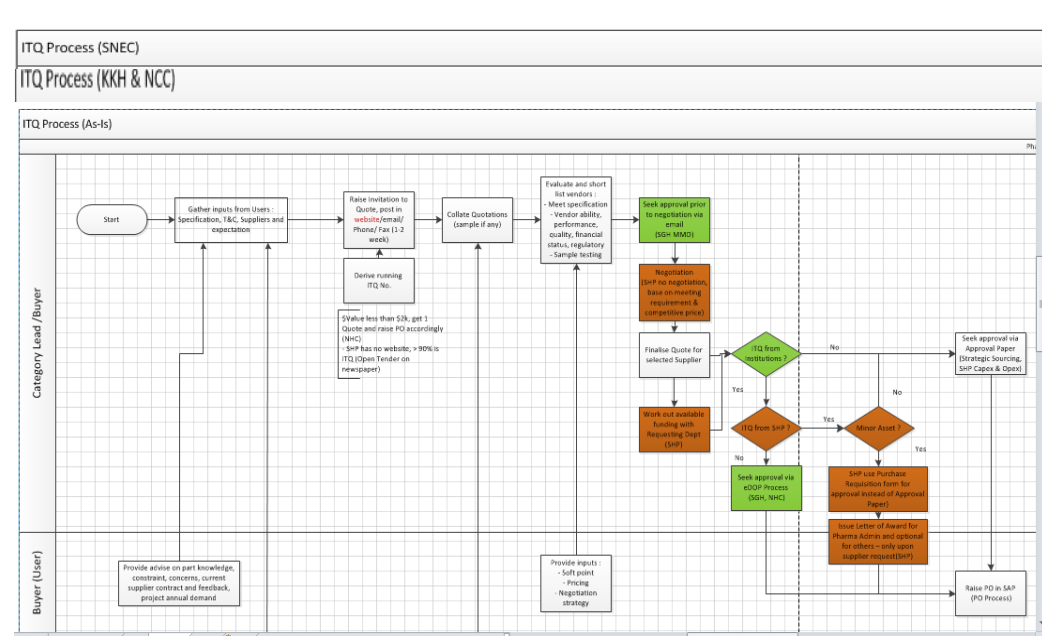 ITQ Process (SNEC)
ITQ Process (KKH & NCC)
ITQ Process (As-Is)
Category Lead /Buyer
Start
Gather inputs from Users :
Specification, T&C, Suppliers and
expectation
Raise Invitation to
Quote, post in
website/email/
Phone/ Fax (1-2
week)
Derive running
ITQ No.
$Value less than $2k, get 1
Quote and raise PO accordingly
(NHC)
- SHP has no website, > 90% is
ITQ (Open Tender on
newspaper)
Collate Quotations
(sample if any)
Evaluate and short
list vendors :
- Meet specification
- Vendor ability,
performance,
quality, financial
status, regulatory
- Sample testing
Seek approval prior
to negotiation via
email
(SGH MMD)
Negotiation
(SHP no negotiation,
base on meeting
requirement &
competitive price)
Finalise Quote for
selected Supplier
Work out available
funding with
Requesting Dept
(SHP)
ITQ from
Institutions ?
No
Yes
ITQ from SHP ?
Yes
No
Minor Asset ?
No
Yes
Seek approval via
eDOP Process
(SGH, NHC)
SHP use Purchase
Requisition form for
approval instead of Approval
Paper)
Issue Letter of Award for
Pharma Admin and optional
for others – only upon
supplier request(SHP)
Seek approval via
Approval Paper
(Strategic Sourcing,
SHP Capex & Opex)
Buyer (User)
Provide advise on part knowledge,
constraint, concerns, current
supplier contract and feedback,
project annual demand
Provide inputs :
- Soft point
- Pricing
- Negotiation
strategy
Raise PO in SAP
(PO Process)